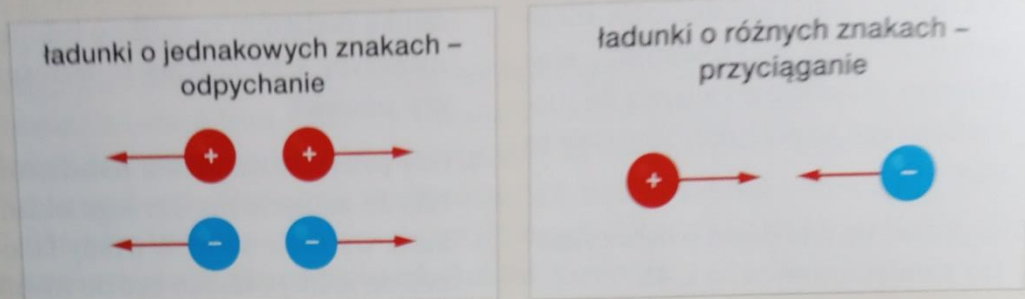 ładunki o jednakowych znakach –
odpychanie
+ +
- -
ładunki o różnych znakach –
przyciąganie
+ -